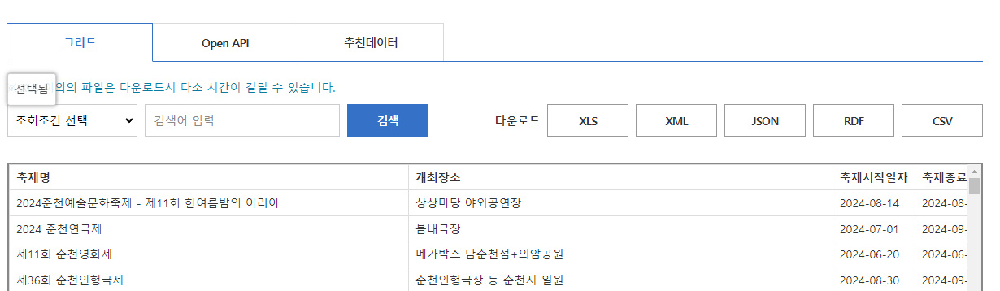 그리드 Open API 추천데이터
선택됨 외의 파일은 다운로드시 다소 시간이 걸릴 수 있습니다.
조회조건 선택 검색어 입력 검색 다운로드 XLS XML JSON RDF CSV
축제명 개최장소 축제시작일자 축제종료
2024춘천예술문화축제 - 제11회 한여름밤의 아리아 상상마당 야외공연장 2024-08-14 2024-08-
2024 춘천연극제 봄내극장 2024-07-01 2024-09-
제11회 춘천영화제 메가박스 남춘천점+의암공원 2024-06-20 2024-06-
제36회 춘천인형극제 춘천인형극장 등 춘천시 일원 2024-08-30 2024-09-